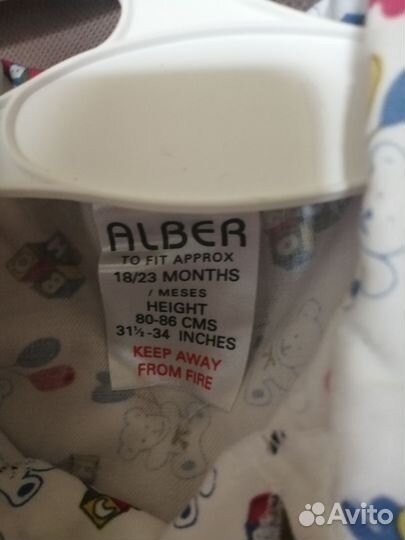 ALBER
TO FIT APPROX
18/23 MONTHS
/ MESES
HEIGHT
80-86 CMS
31½-34 INCHES
KEEP AWAY
FROM FIRE
Avito